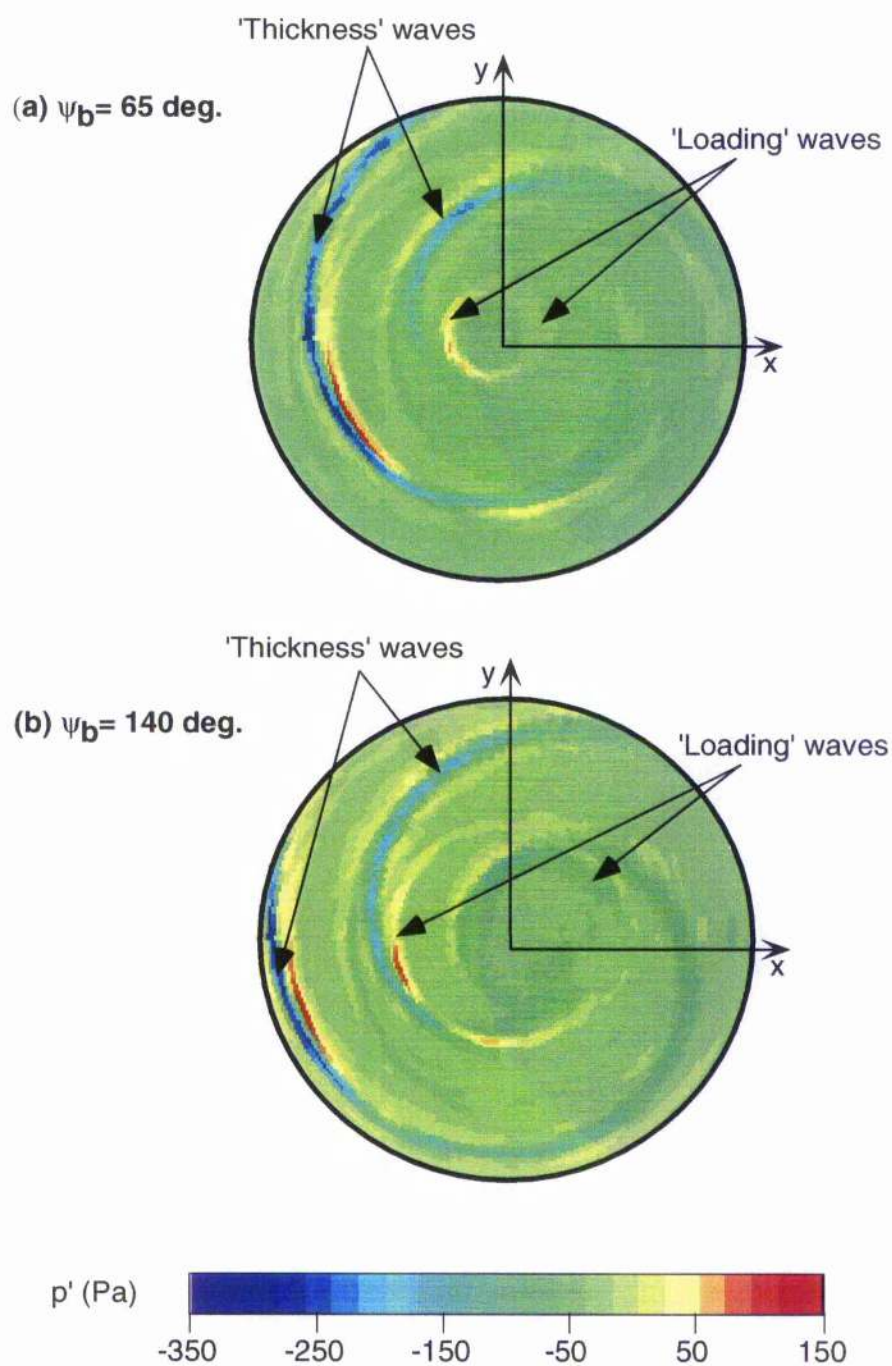 'Thickness' waves
y
(a) ψb= 65 deg.
'Loading' waves
x
'Thickness' waves
y
(b) ψb= 140 deg.
'Loading' waves
x
p' (Pa)
-350 -250 -150 -50 50 150